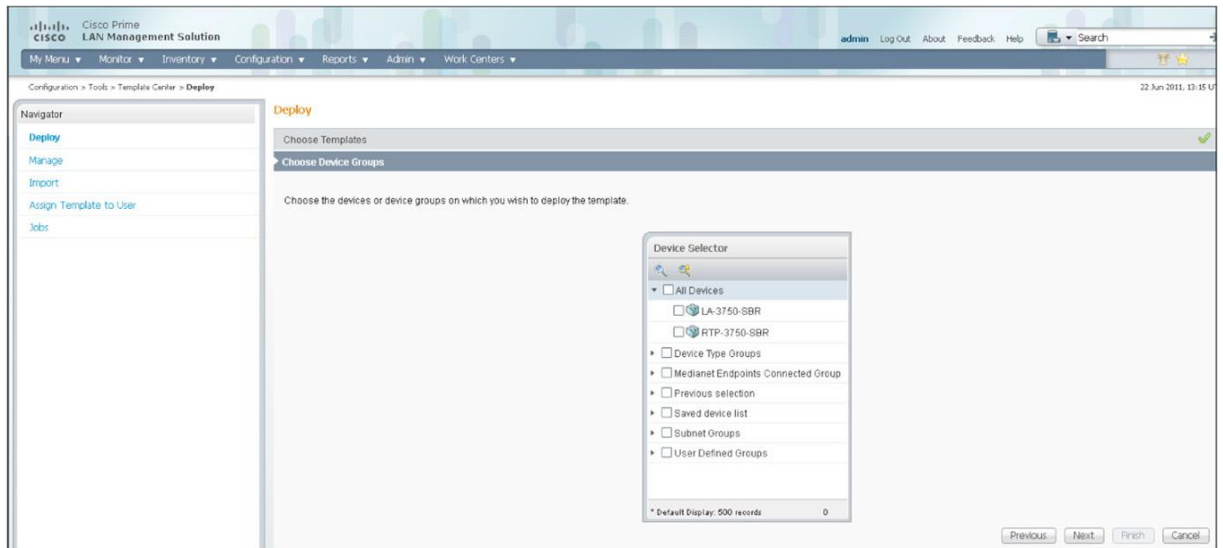 Cisco Prime
CISCO LAN Management Solution
admin Log Out About Feedback Help Search
My Menu Monitor Inventory Configuration Reports Admin Work Centers
Configuration > Tools > Template Center > Deploy
22 Jun 2011, 13:15 UT
Navigator
Deploy
Manage
Import
Assign Template to User
Jobs
Deploy
Choose Templates
Choose Device Groups
Choose the devices or device groups on which you wish to deploy the template.
Device Selector
All Devices
LA-3750-SBR
RTP-3750-SBR
Device Type Groups
Medianet Endpoints Connected Group
Previous selection
Saved device list
Subnet Groups
User Defined Groups
* Default Display: 500 records 0
Previous Next Finish Cancel